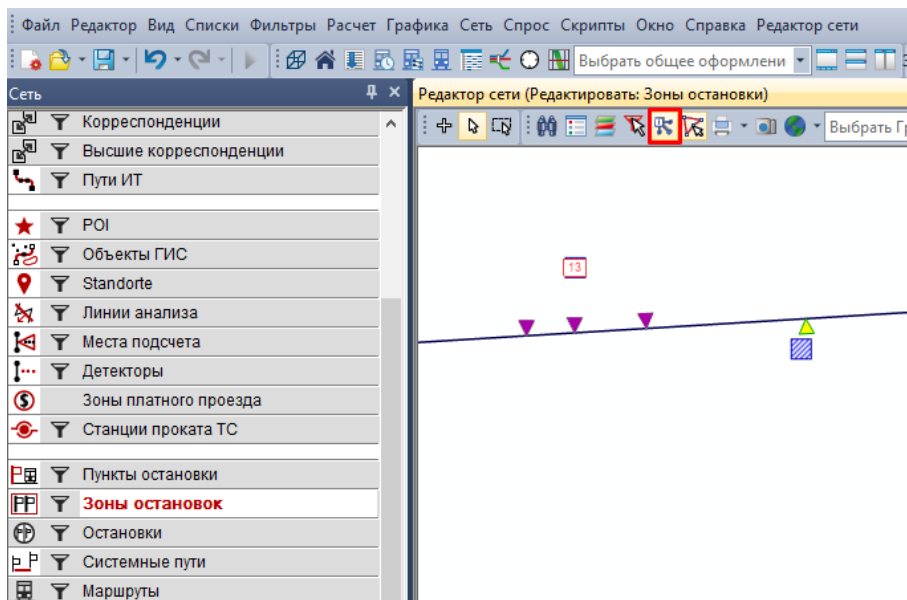 Файл Редактор Вид Списки Фильтры Расчет Графика Сеть Спрос Скрипты Окно Справка Редактор сети
Выбрать общее оформлени
Сеть
Редактор сети (Редактировать: Зоны остановки)
Выбрать Гр
Корреспонденции
Высшие корреспонденции
Пути ИТ
POI
Объекты ГИС
Standorte
Линии анализа
Места подсчета
Детекторы
Зоны платного проезда
Станции проката ТС
Пункты остановки
Зоны остановок
Остановки
Системные пути
Маршруты
13